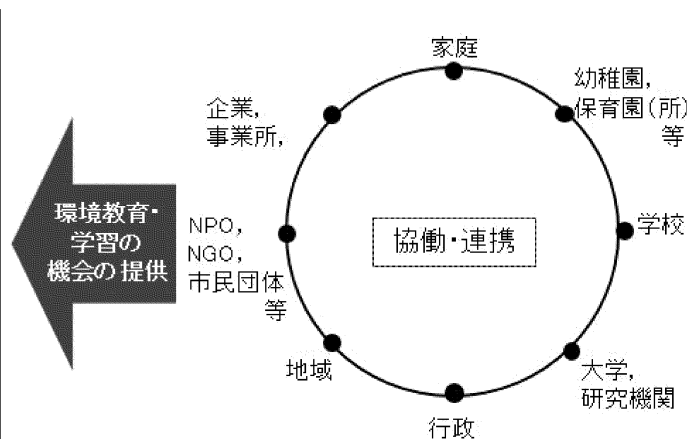 家庭
幼稚園,
保育園(所)
等
学校
大学,
研究機関
行政
地域
NPO,
NGO,
市民団体
等
企業,
事業所,
協働・連携
環境教育・
学習の
機会の提供